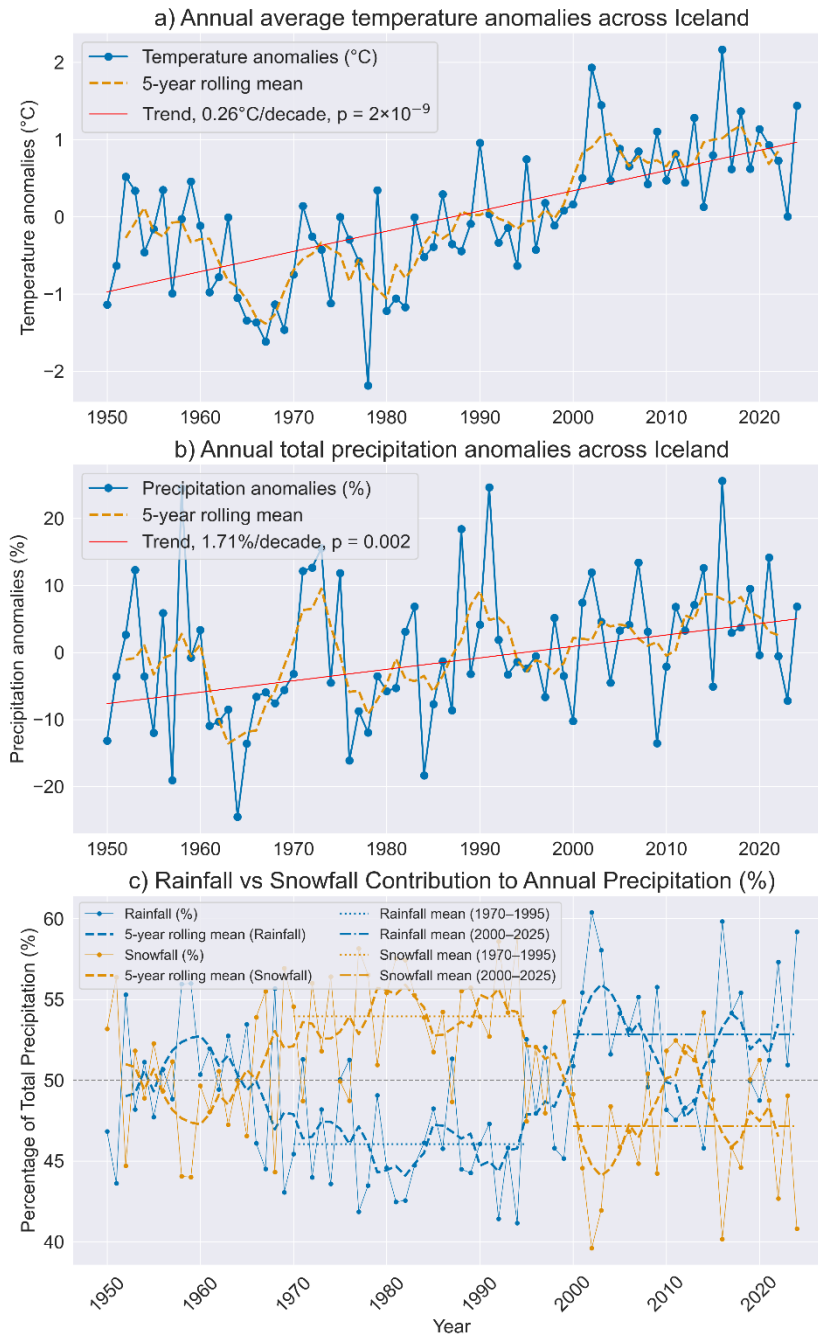 a) Annual average temperature anomalies across Iceland
Temperature anomalies (°C)
5-year rolling mean
Trend, 0.26°C/decade, p = 2×10⁻⁹
Temperature anomalies (°C)
2
1
0
−1
−2
1950 1960 1970 1980 1990 2000 2010 2020
b) Annual total precipitation anomalies across Iceland
Precipitation anomalies (%)
5-year rolling mean
Trend, 1.71%/decade, p = 0.002
Precipitation anomalies (%)
20
10
0
−10
−20
1950 1960 1970 1980 1990 2000 2010 2020
c) Rainfall vs Snowfall Contribution to Annual Precipitation (%)
Rainfall (%)
5-year rolling mean (Rainfall)
Snowfall (%)
5-year rolling mean (Snowfall)
Rainfall mean (1970–1995)
Rainfall mean (2000–2025)
Snowfall mean (1970–1995)
Snowfall mean (2000–2025)
Percentage of Total Precipitation (%)
60
55
50
45
40
1950 1960 1970 1980 1990 2000 2010 2020
Year